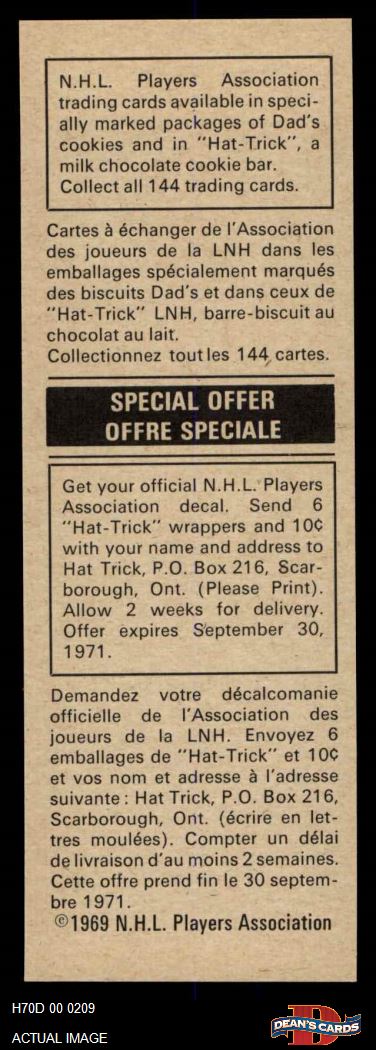 N.H.L. Players Association
trading cards available in speci-
ally marked packages of Dad's
cookies and in "Hat-Trick", a
milk chocolate cookie bar.
Collect all 144 trading cards.
Cartes à échanger de l'Association
des joueurs de la LNH dans les
emballages spécialement marqués
des biscuits Dad's et dans ceux de
"Hat-Trick" LNH, barre-biscuit au
chocolat au lait.
Collectionnez toutles 144 cartes.
SPECIAL OFFER
OFFRE SPECIALE
Get your official N.H.L. Players
Association decal. Send 6
"Hat-Trick" wrappers and 10¢
with your name and address to
Hat Trick, P.O. Box 216, Scar-
borough, Ont. (Please Print).
Allow 2 weeks for delivery.
Offer expires September 30,
1971.
Demandez votre décalcomanie
officielle de l'Association des
joueurs de la LNH. Envoyez 6
emballages de "Hat-Trick" et 10¢
et vos nom et adresse à l'adresse
suivante: Hat Trick, P.O. Box 216,
Scarborough, Ont. (écrire en let-
tres moulées). Compter un délai
de livraison d'au moins 2 semaines.
Cette offre prend fin le 30 septem-
bre 1971.
©1969 N.H.L. Players Association
H70D 00 0209
ACTUAL IMAGE
D
DEAN'S CARDS